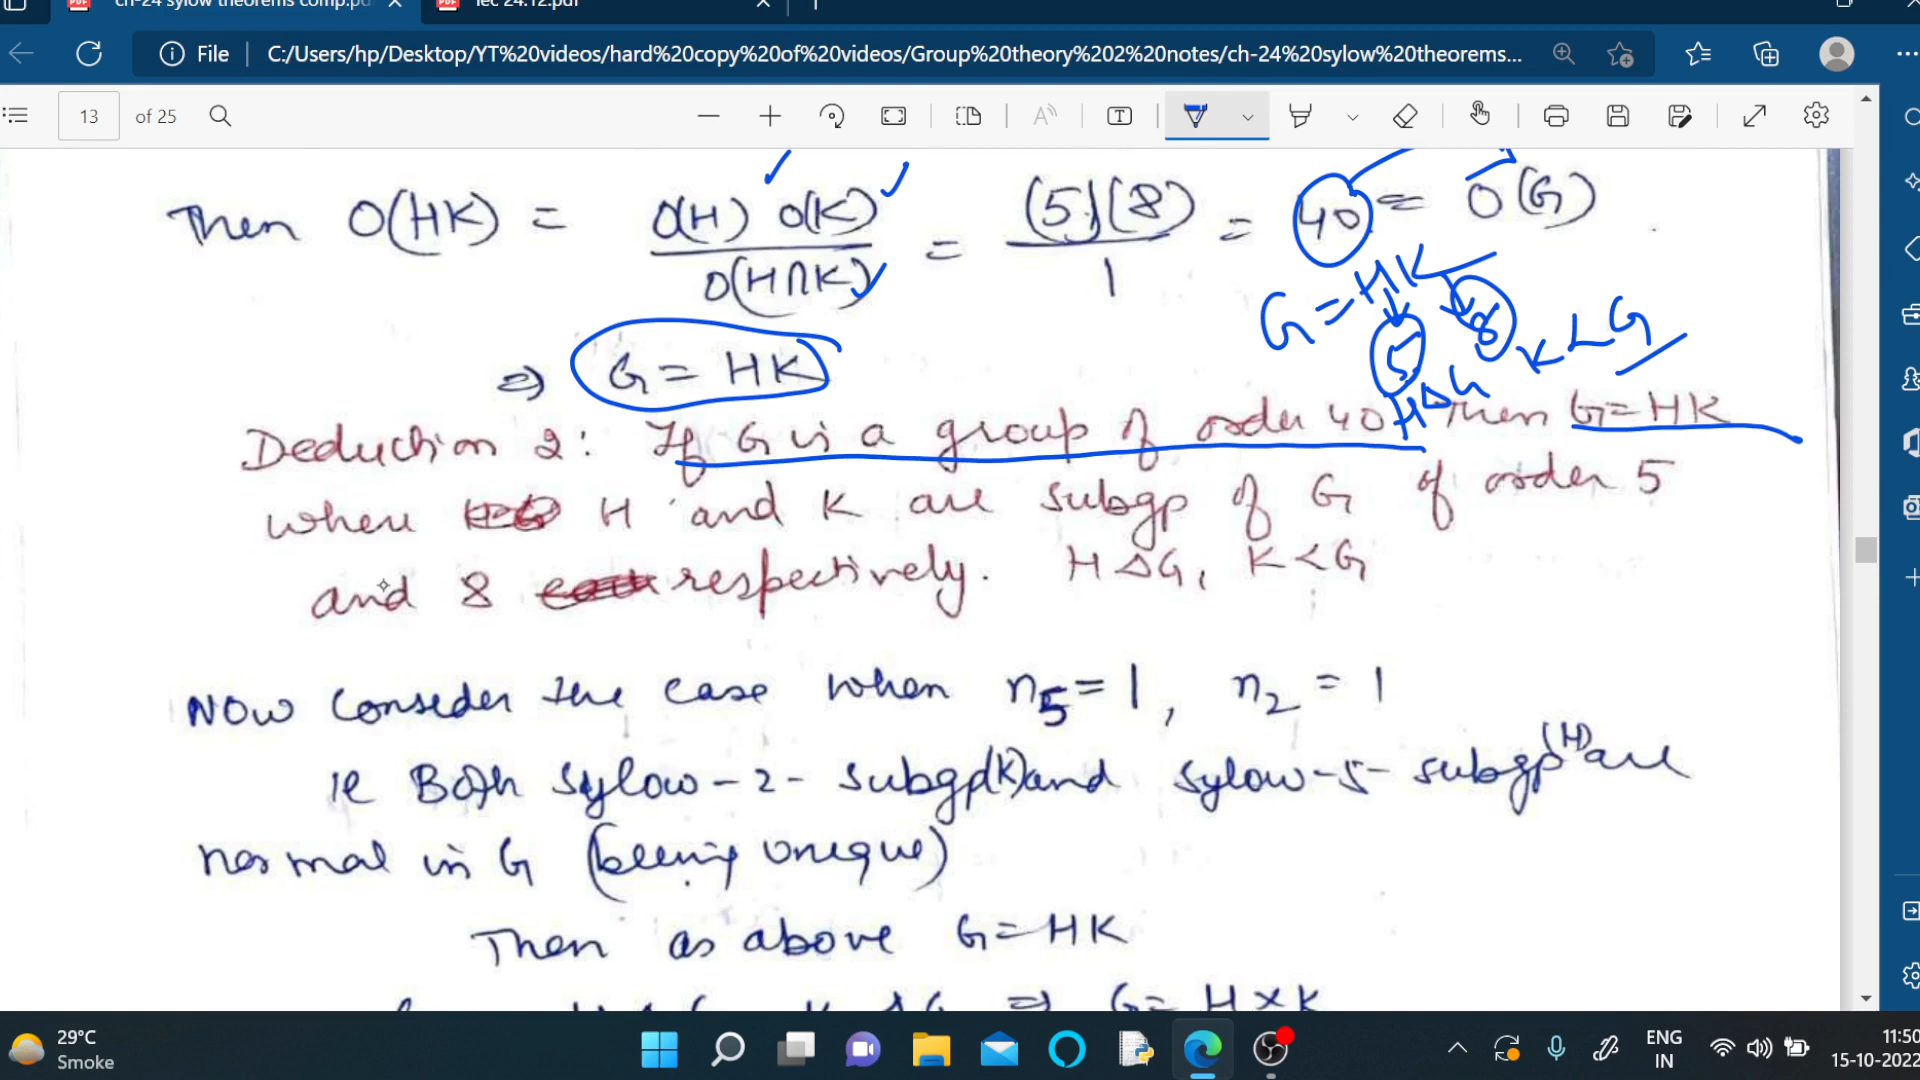 ch-24 sylow theorems comp.pd
lec 24.12.pdf
File C:/Users/hp/Desktop/YT%20videos/hard%20copy%20of%20videos/Group%20theory%202%20notes/ch-24%20sylow%20theorems...
13 of 25
Then O(HK) = O(H) O(K) / O(H∩K) = (5)(8) / 1 = 40 = O(G)
G = HK
5 8 K < G
⇒ G = HK
H Δ G
Deduction 2: If G is a group of order 40 then G = HK
where H and K are subgp of G of order 5
and 8 respectively. H Δ G, K < G
NOW Consider the case when n5 = 1, n2 = 1
ie Both Sylow-2-subgp(K) and Sylow-5-subgp(H) are
normal in G (being unique)
Then as above G = HK
⇒ G = H × K
29°C
Smoke
ENG
IN
11:50
15-10-2022